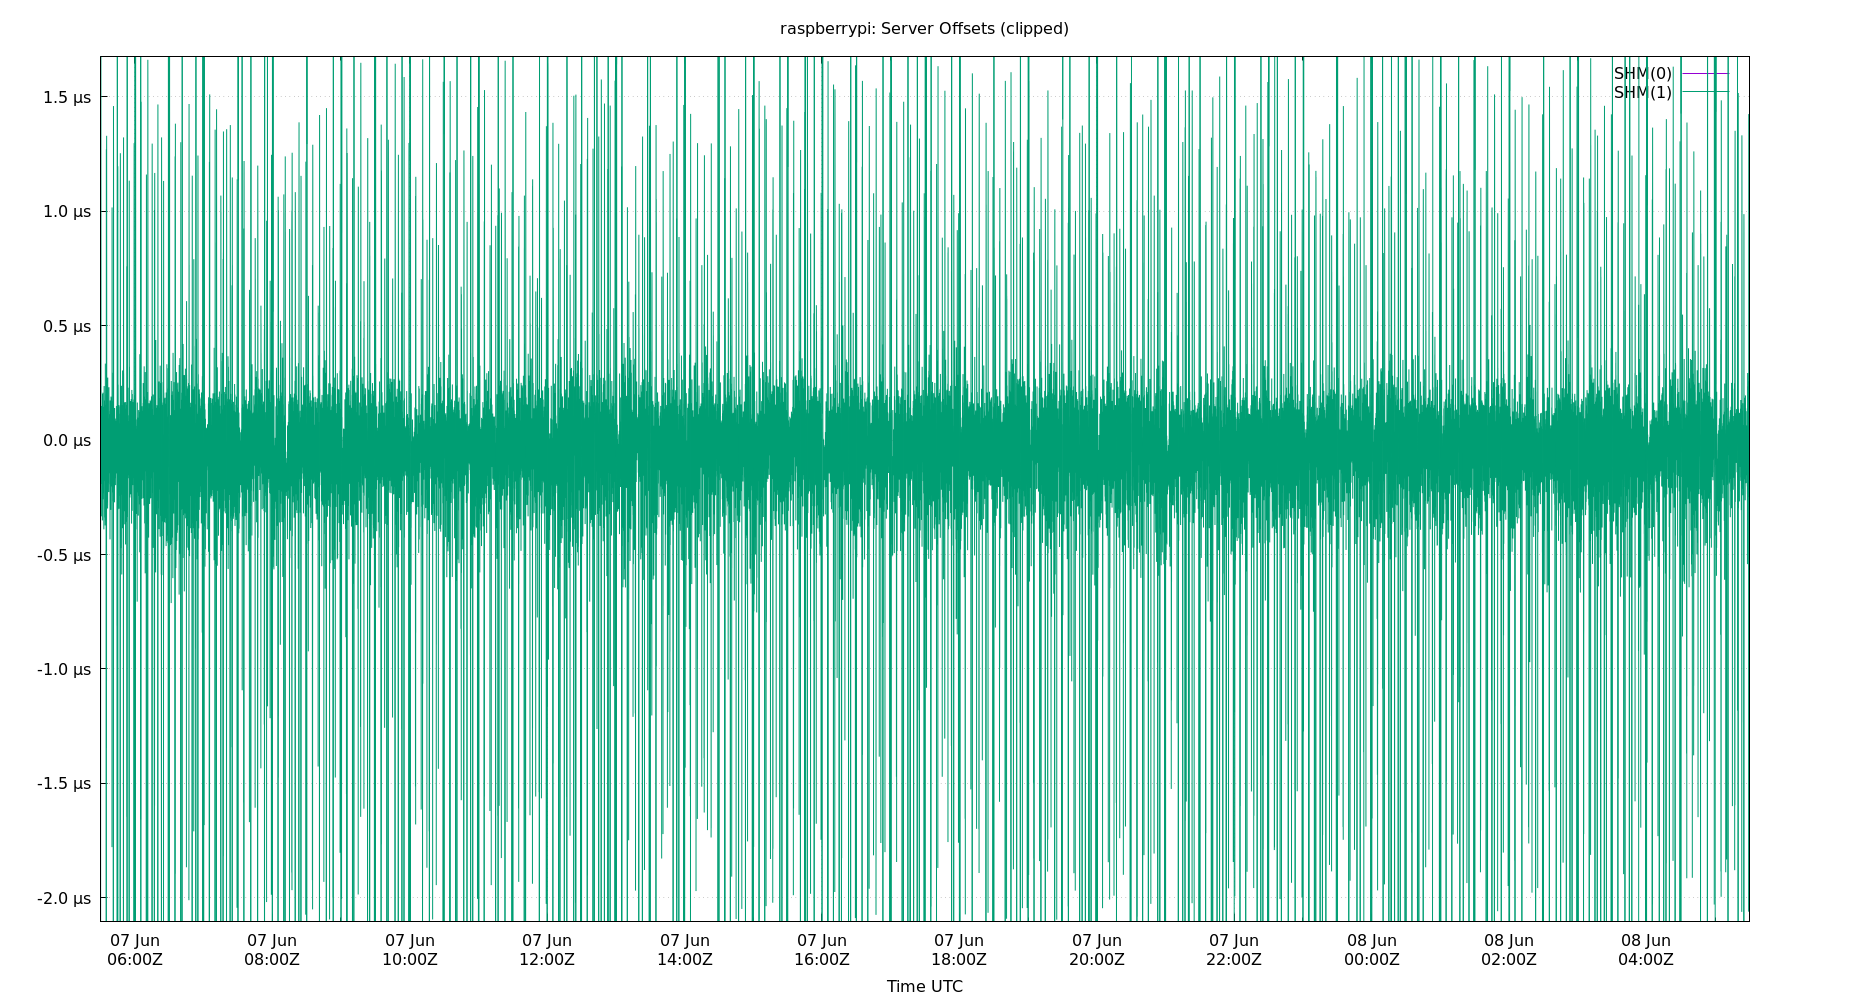 raspberrypi: Server Offsets (clipped)
SHM(0)
SHM(1)
1.5 µs
1.0 µs
0.5 µs
0.0 µs
-0.5 µs
-1.0 µs
-1.5 µs
-2.0 µs
07 Jun 07 Jun 07 Jun 07 Jun 07 Jun 07 Jun 07 Jun 07 Jun 07 Jun 08 Jun 08 Jun 08 Jun
06:00Z 08:00Z 10:00Z 12:00Z 14:00Z 16:00Z 18:00Z 20:00Z 22:00Z 00:00Z 02:00Z 04:00Z
Time UTC